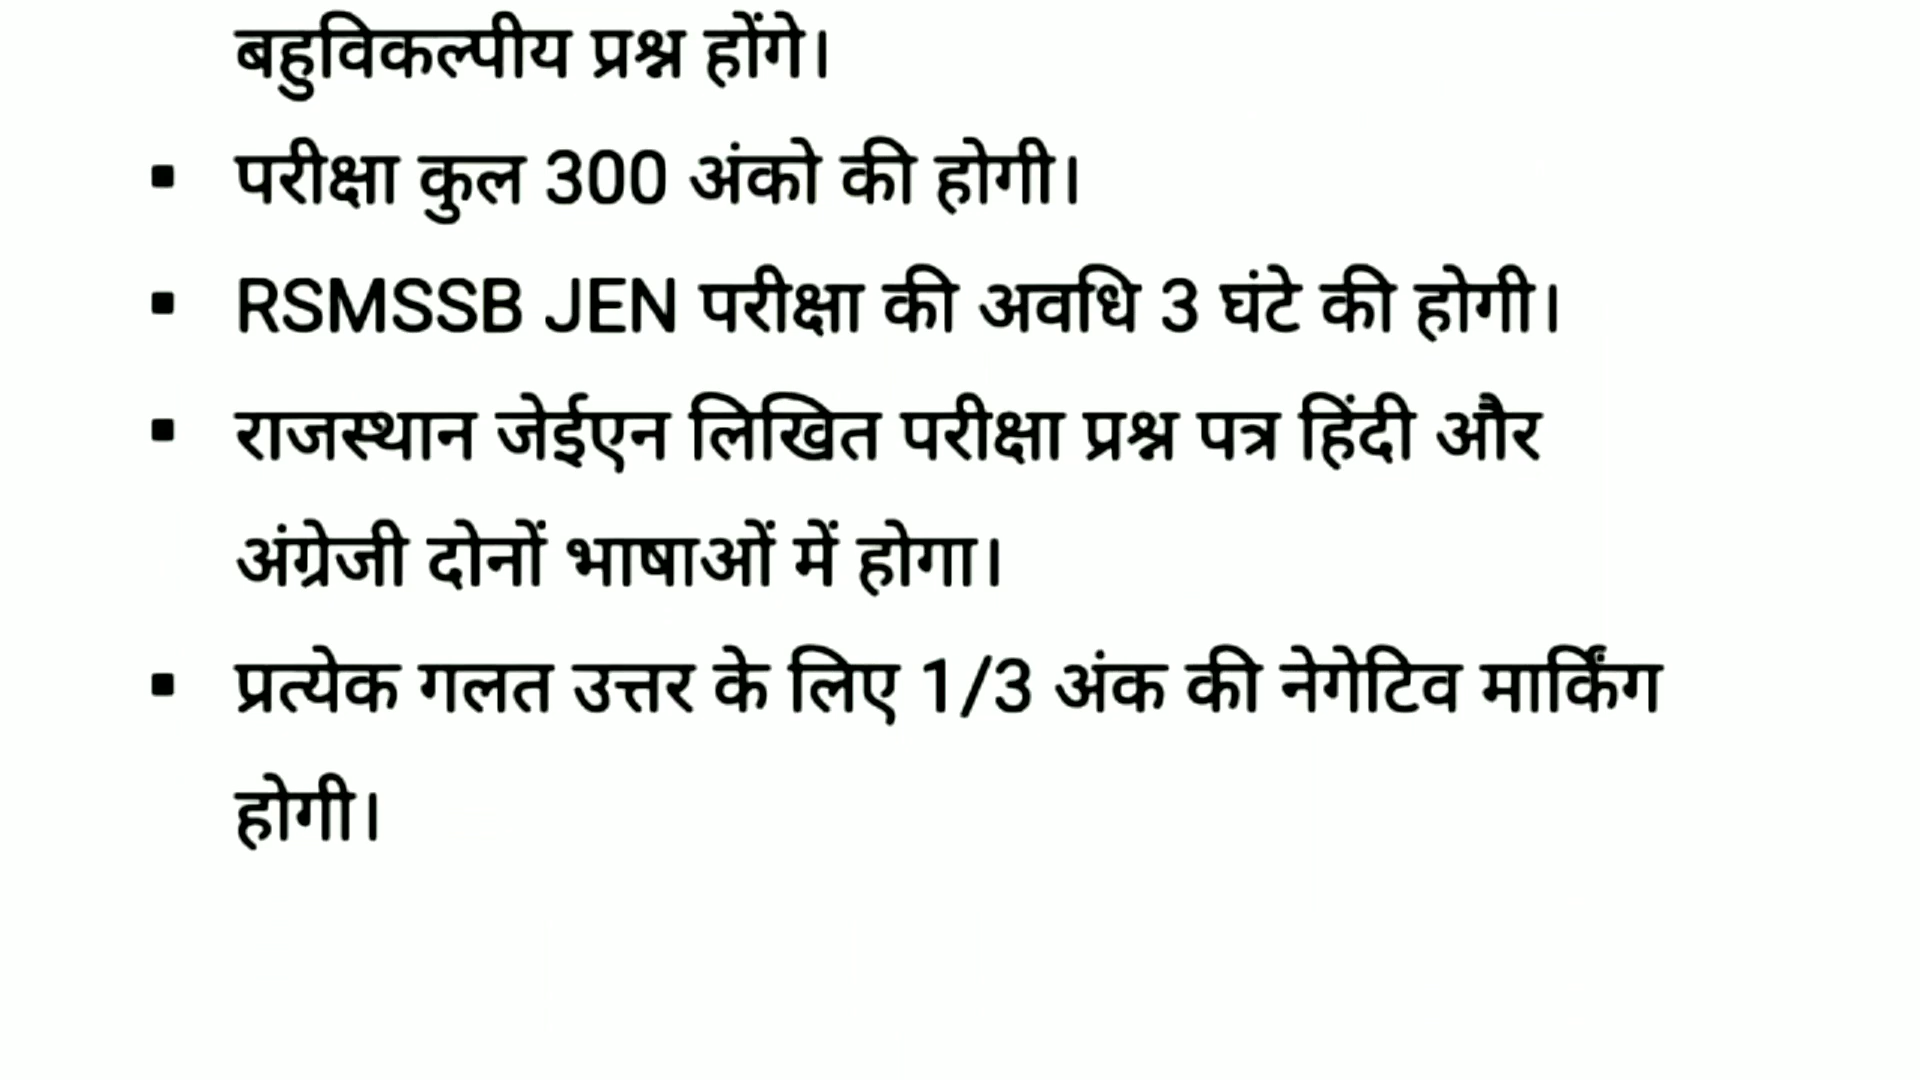 बहुविकल्पीय प्रश्न होंगे।
▪ परीक्षा कुल 300 अंको की होगी।
▪ RSMSSB JEN परीक्षा की अवधि 3 घंटे की होगी।
▪ राजस्थान जेईएन लिखित परीक्षा प्रश्न पत्र हिंदी और
अंग्रेजी दोनों भाषाओं में होगा।
▪ प्रत्येक गलत उत्तर के लिए 1/3 अंक की नेगेटिव मार्किंग
होगी।